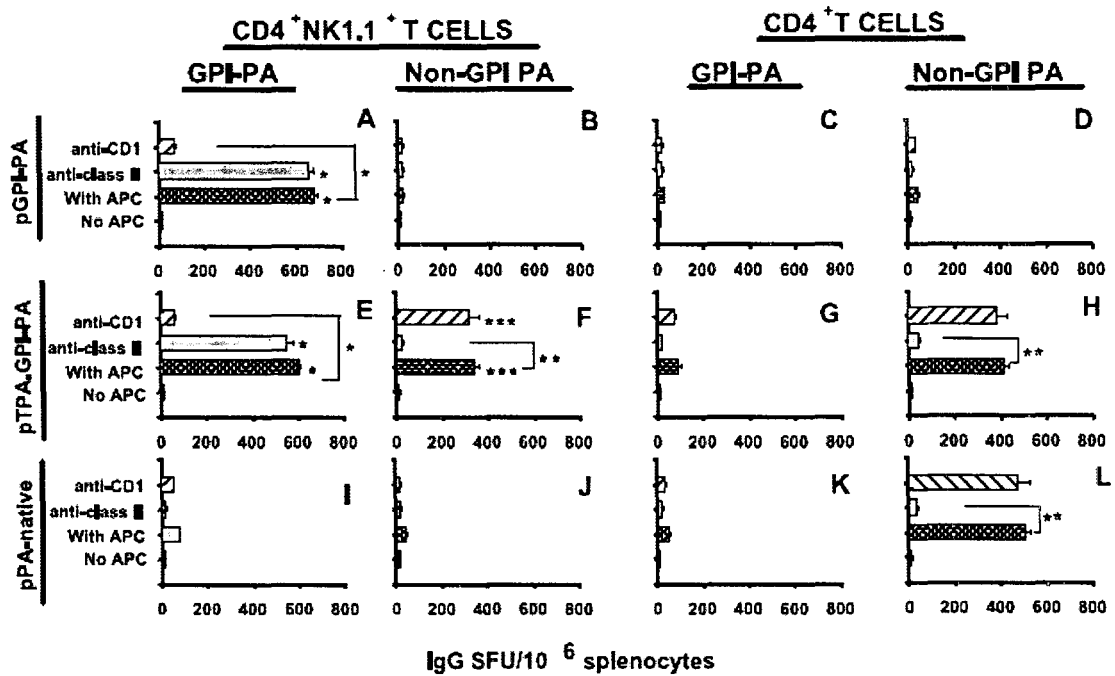 CD4 +NK1.1 + T CELLS CD4 +T CELLS
GPI-PA Non-GPI PA GPI-PA Non-GPI PA
pGPI-PA
A B C D
anti-CD1
anti-class II * *
With APC *
No APC
0 200 400 600 800 0 200 400 600 800 0 200 400 600 800 0 200 400 600 800
pTPA.GPI-PA
E F G H
anti-CD1 ***
anti-class II * * ** **
With APC * ***
No APC
0 200 400 600 800 0 200 400 600 800 0 200 400 600 800 0 200 400 600 800
pPA-native
I J K L
anti-CD1
anti-class II **
With APC
No APC
0 200 400 600 800 0 200 400 600 800 0 200 400 600 800 0 200 400 600 800
IgG SFU/10 6 splenocytes